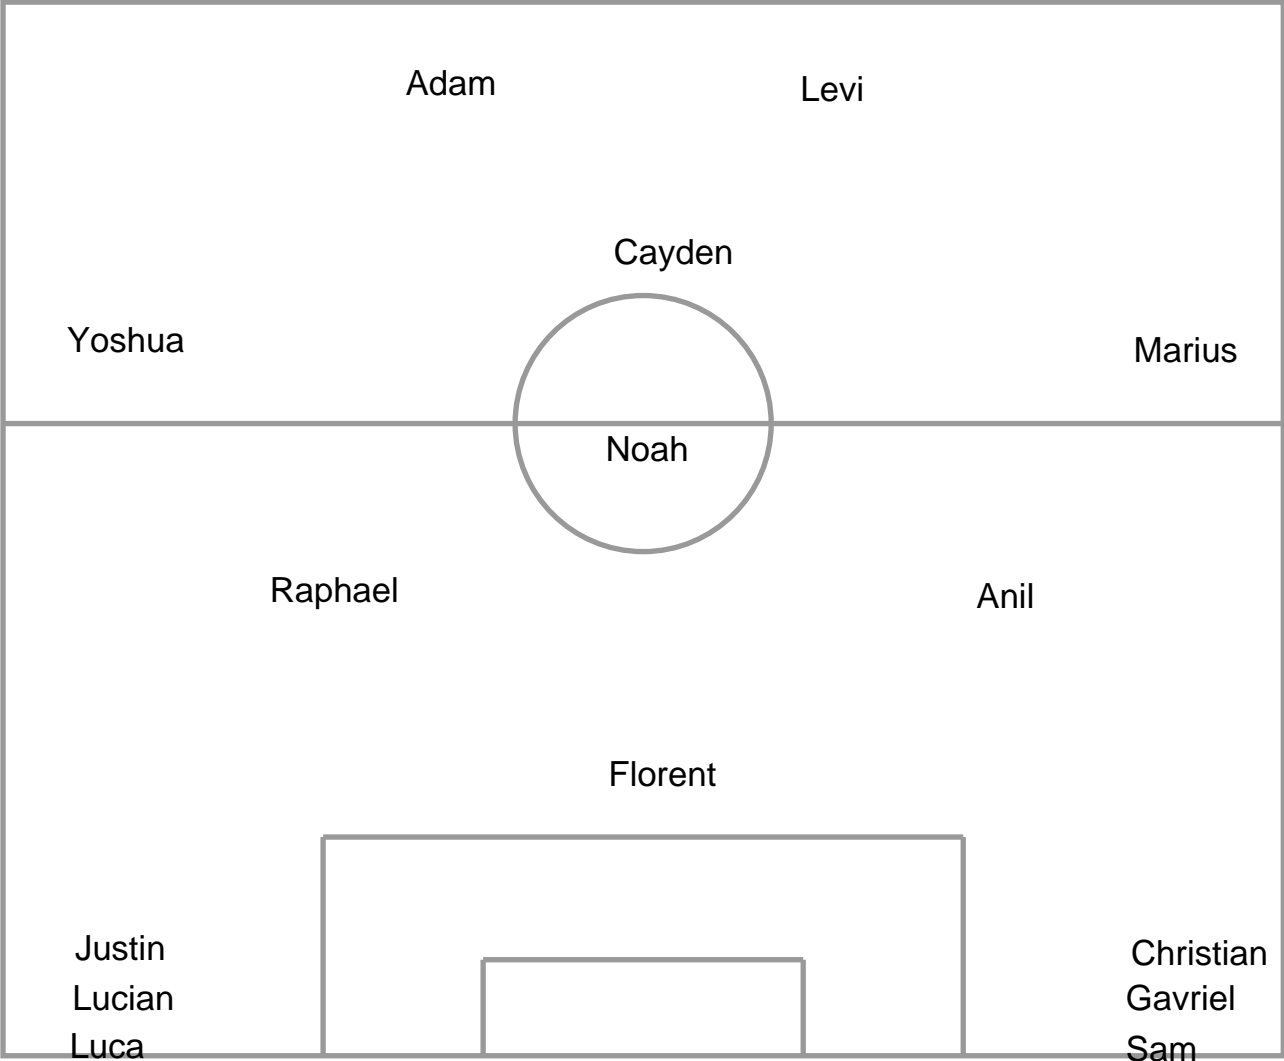 Adam
Levi
Cayden
Yoshua
Marius
Noah
Raphael
Anil
Florent
Justin
Christian
Lucian
Gavriel
Luca
Sam